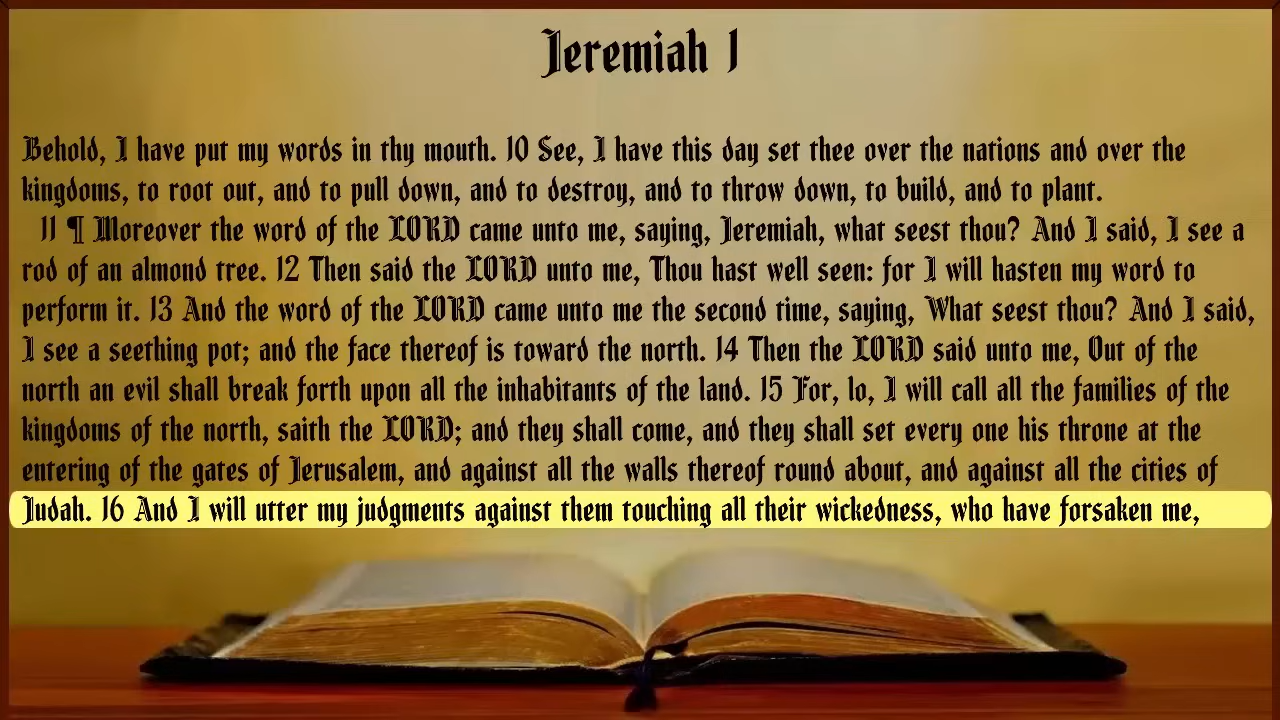 Jeremiah 1
Behold, I have put my words in thy mouth. 10 See, I have this day set thee over the nations and over the
kingdoms, to root out, and to pull down, and to destroy, and to throw down, to build, and to plant.
11 ¶ Moreover the word of the LORD came unto me, saying, Jeremiah, what seest thou? And I said, I see a
rod of an almond tree. 12 Then said the LORD unto me, Thou hast well seen: for I will hasten my word to
perform it. 13 And the word of the LORD came unto me the second time, saying, What seest thou? And I said,
I see a seething pot; and the face thereof is toward the north. 14 Then the LORD said unto me, Out of the
north an evil shall break forth upon all the inhabitants of the land. 15 For, lo, I will call all the families of the
kingdoms of the north, saith the LORD; and they shall come, and they shall set every one his throne at the
entering of the gates of Jerusalem, and against all the walls thereof round about, and against all the cities of
Judah. 16 And I will utter my judgments against them touching all their wickedness, who have forsaken me,